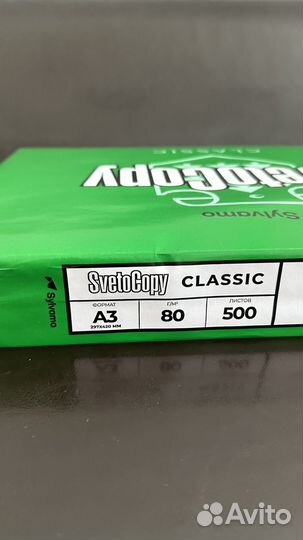 CLASSIC
SvetoCopy
Sylvamo
Sylvamo
SvetoCopy CLASSIC
ФОРМАТ Г/М² ЛИСТОВ
A3 80 500
297X420 ММ
Avito